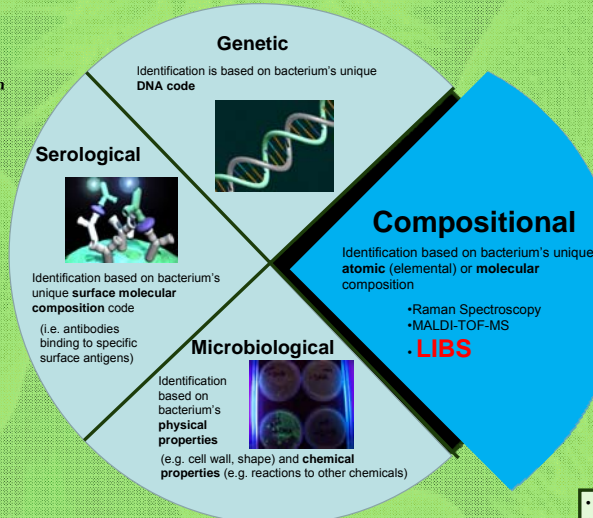 Genetic
Identification is based on bacterium's unique
DNA code
Serological
Identification based on bacterium's
unique surface molecular
composition code
(i.e. antibodies
binding to specific
surface antigens)
Microbiological
Identification
based on
bacterium's
physical
properties
(e.g. cell wall, shape) and chemical
properties (e.g. reactions to other chemicals)
Compositional
Identification based on bacterium's unique
atomic (elemental) or molecular
composition
•Raman Spectroscopy
•MALDI-TOF-MS
•LIBS